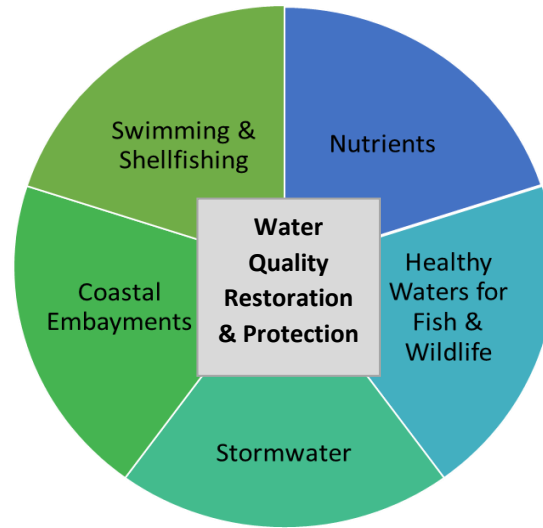 Swimming &
Shellfishing
Nutrients
Water
Quality
Restoration
& Protection
Coastal
Embayments
Healthy
Waters for
Fish &
Wildlife
Stormwater